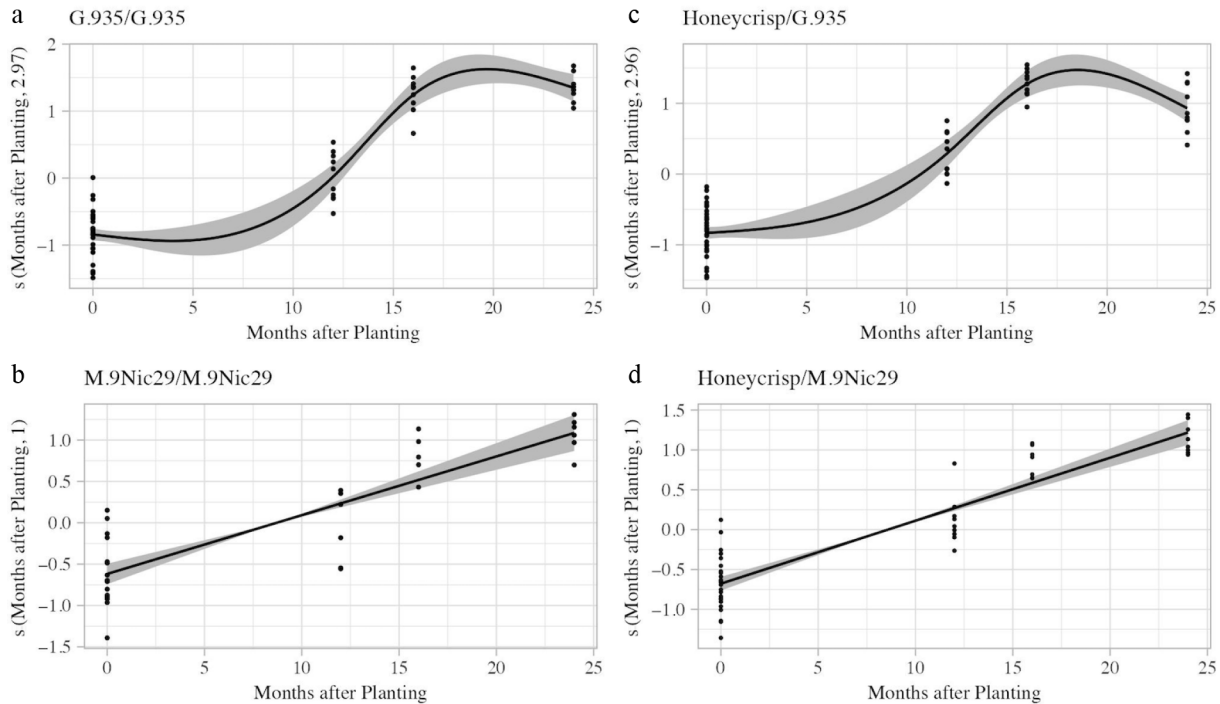 a
G.935/G.935
s (Months after Planting, 2.97)
2
1
0
−1
0 5 10 15 20 25
Months after Planting
c
Honeycrisp/G.935
s (Months after Planting, 2.96)
1
0
−1
0 5 10 15 20 25
Months after Planting
b
M.9Nic29/M.9Nic29
s (Months after Planting, 1)
1.0
0.5
0.0
−0.5
−1.0
−1.5
0 5 10 15 20 25
Months after Planting
d
Honeycrisp/M.9Nic29
s (Months after Planting, 1)
1.5
1.0
0.5
0.0
−0.5
−1.0
0 5 10 15 20 25
Months after Planting